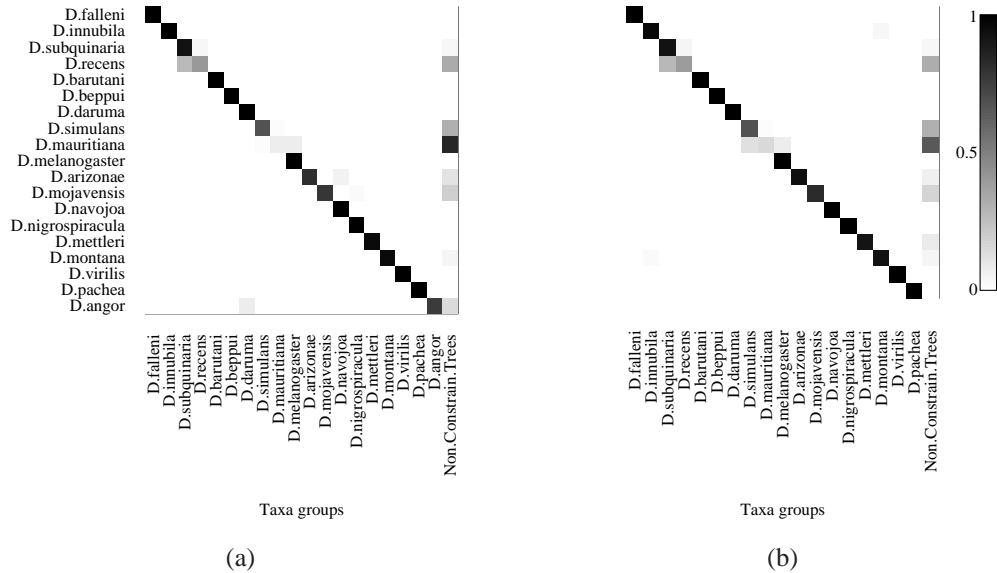 D.falleni
D.innubila
D.subquinaria
D.recens
D.barutani
D.beppui
D.daruma
D.simulans
D.mauritiana
D.melanogaster
D.arizonae
D.mojavensis
D.navojoa
D.nigrospiracula
D.mettleri
D.montana
D.virilis
D.pachea
D.angor
D.falleni
D.innubila
D.subquinaria
D.recens
D.barutani
D.beppui
D.daruma
D.simulans
D.mauritiana
D.melanogaster
D.arizonae
D.mojavensis
D.navojoa
D.nigrospiracula
D.mettleri
D.montana
D.virilis
D.pachea
D.angor
Non.Constrain.Trees
Taxa groups
(a)
D.falleni
D.innubila
D.subquinaria
D.recens
D.barutani
D.beppui
D.daruma
D.simulans
D.mauritiana
D.melanogaster
D.arizonae
D.mojavensis
D.navojoa
D.nigrospiracula
D.mettleri
D.montana
D.virilis
D.pachea
Non.Constrain.Trees
Taxa groups
(b)
1
0.5
0